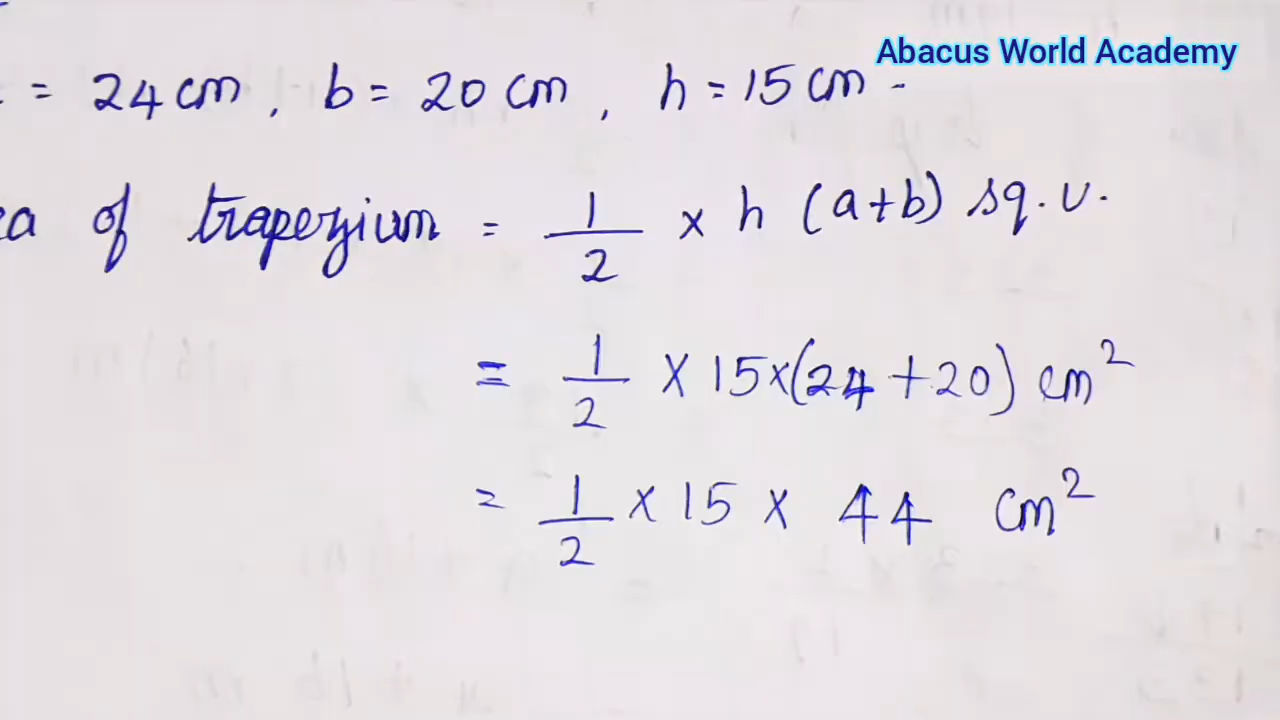 Abacus World Academy
= 24 cm, b = 20 cm, h = 15 cm.
a of trapezium = 1/2 × h (a+b) sq.u.
= 1/2 × 15×(24+20) cm²
= 1/2 × 15 × 44 cm²